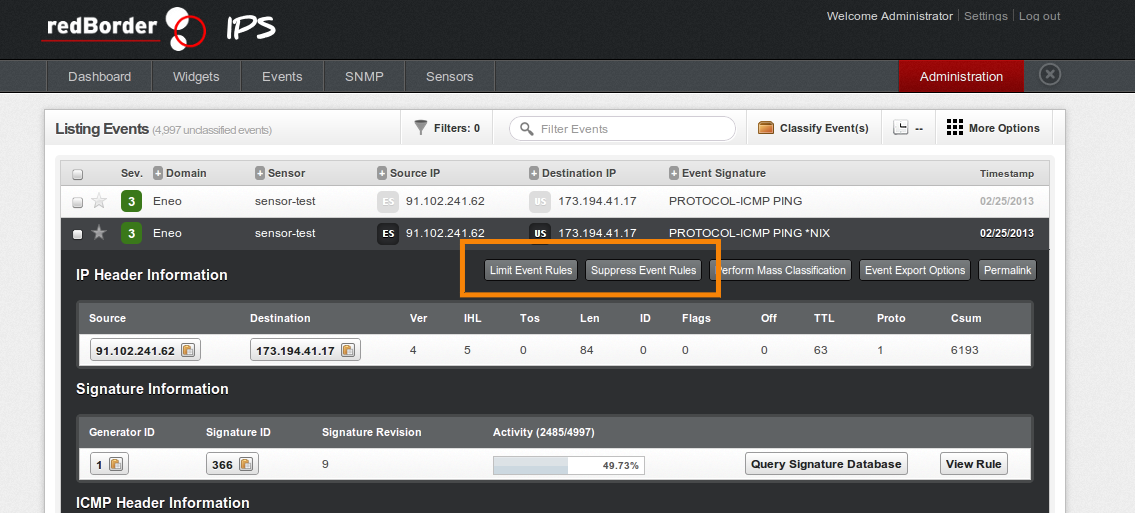 redBorder IPS
Welcome Administrator Settings Log out
Dashboard Widgets Events SNMP Sensors Administration
Listing Events (4,997 unclassified events) Filters: 0 Filter Events Classify Event(s) -- More Options
Sev. + Domain + Sensor + Source IP + Destination IP + Event Signature Timestamp
3 Eneo sensor-test ES 91.102.241.62 US 173.194.41.17 PROTOCOL-ICMP PING 02/25/2013
3 Eneo sensor-test ES 91.102.241.62 US 173.194.41.17 PROTOCOL-ICMP PING *NIX 02/25/2013
IP Header Information Limit Event Rules Suppress Event Rules erform Mass Classification Event Export Options Permalink
Source Destination Ver IHL Tos Len ID Flags Off TTL Proto Csum
91.102.241.62 173.194.41.17 4 5 0 84 0 0 0 63 1 6193
Signature Information
Generator ID Signature ID Signature Revision Activity (2485/4997)
1 366 9 49.73% Query Signature Database View Rule
ICMP Header Information